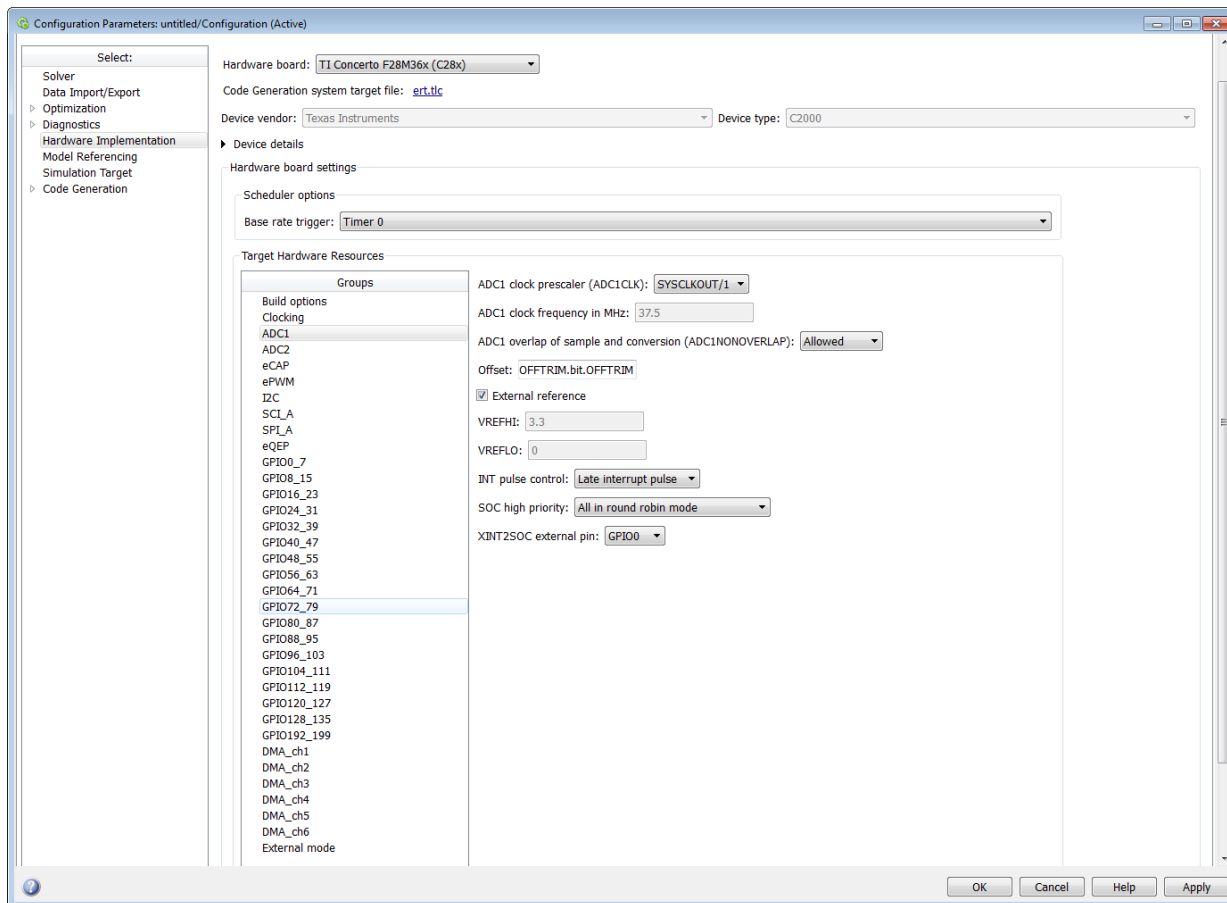 Configuration Parameters: untitled/Configuration (Active)
Select:
Solver
Data Import/Export
Optimization
Diagnostics
Hardware Implementation
Model Referencing
Simulation Target
Code Generation
Hardware board: TI Concerto F28M36x (C28x)
Code Generation system target file: ert.tlc
Device vendor: Texas Instruments Device type: C2000
Device details
Hardware board settings
Scheduler options
Base rate trigger: Timer 0
Target Hardware Resources
Groups
Build options
Clocking
ADC1
ADC2
eCAP
ePWM
I2C
SCI_A
SPI_A
eQEP
GPIO0_7
GPIO8_15
GPIO16_23
GPIO24_31
GPIO32_39
GPIO40_47
GPIO48_55
GPIO56_63
GPIO64_71
GPIO72_79
GPIO80_87
GPIO88_95
GPIO96_103
GPIO104_111
GPIO112_119
GPIO120_127
GPIO128_135
GPIO192_199
DMA_ch1
DMA_ch2
DMA_ch3
DMA_ch4
DMA_ch5
DMA_ch6
External mode
ADC1 clock prescaler (ADC1CLK): SYSCLKOUT/1
ADC1 clock frequency in MHz: 37.5
ADC1 overlap of sample and conversion (ADC1NONOVERLAP): Allowed
Offset: OFFTRIM.bit.OFFTRIM
External reference
VREFHI: 3.3
VREFLO: 0
INT pulse control: Late interrupt pulse
SOC high priority: All in round robin mode
XINT2SOC external pin: GPIO0
OK Cancel Help Apply